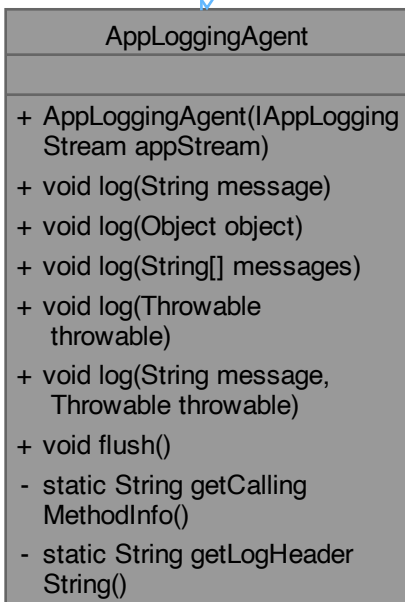 AppLoggingAgent
+ AppLoggingAgent(IAppLogging
Stream appStream)
+ void log(String message)
+ void log(Object object)
+ void log(String[] messages)
+ void log(Throwable
throwable)
+ void log(String message,
Throwable throwable)
+ void flush()
- static String getCalling
MethodInfo()
- static String getLogHeader
String()